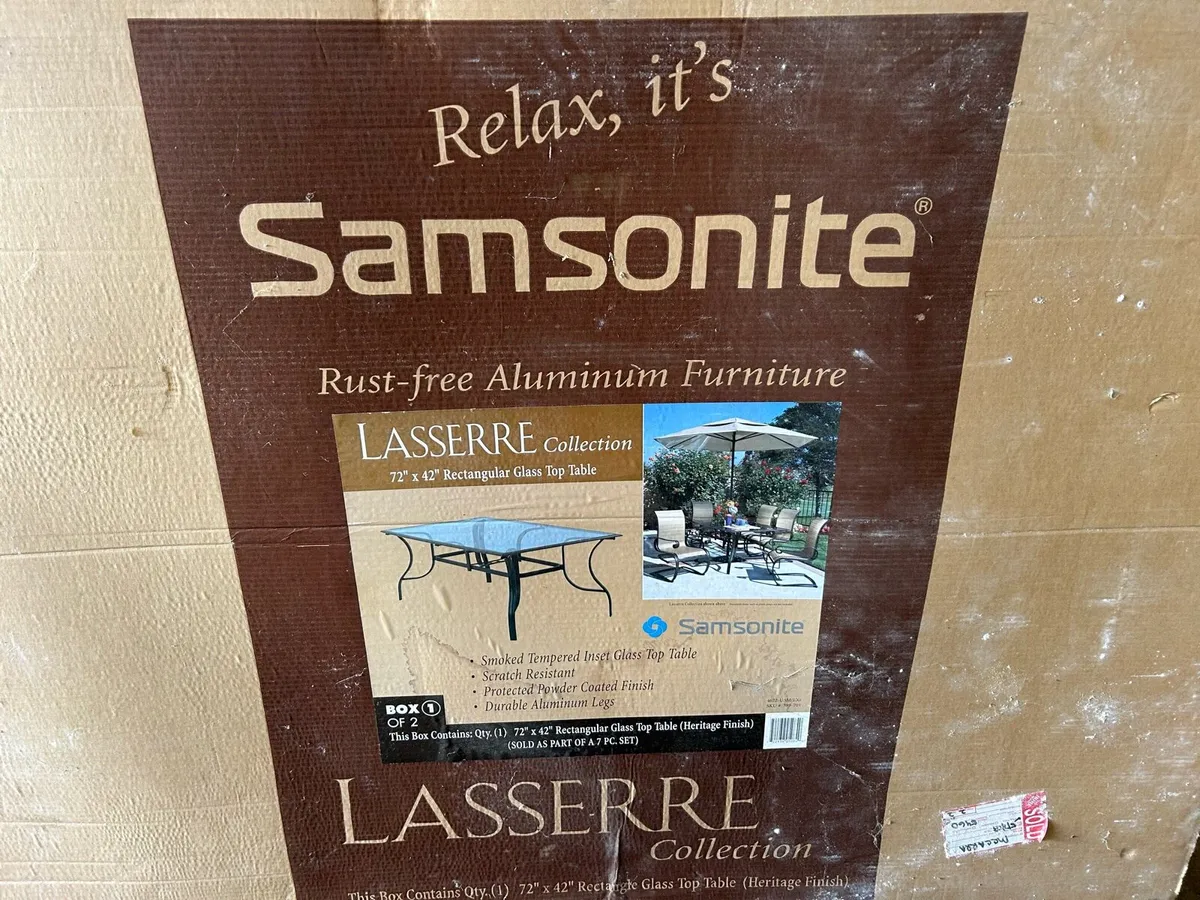 Relax, it's
Samsonite®
Rust-free Aluminum Furniture
LASSERRE Collection
72" x 42" Rectangular Glass Top Table
Samsonite
• Smoked Tempered Inset Glass Top Table
• Scratch Resistant
• Protected Powder Coated Finish
• Durable Aluminum Legs
BOX 1
OF 2
This Box Contains: Qty. (1) 72" x 42" Rectangular Glass Top Table (Heritage Finish)
(SOLD AS PART OF A 7 PC. SET)
LASSERRE
Collection
This Box Contains Qty.(1) 72" x 42" Rectangle Glass Top Table (Heritage Finish)
SOLD